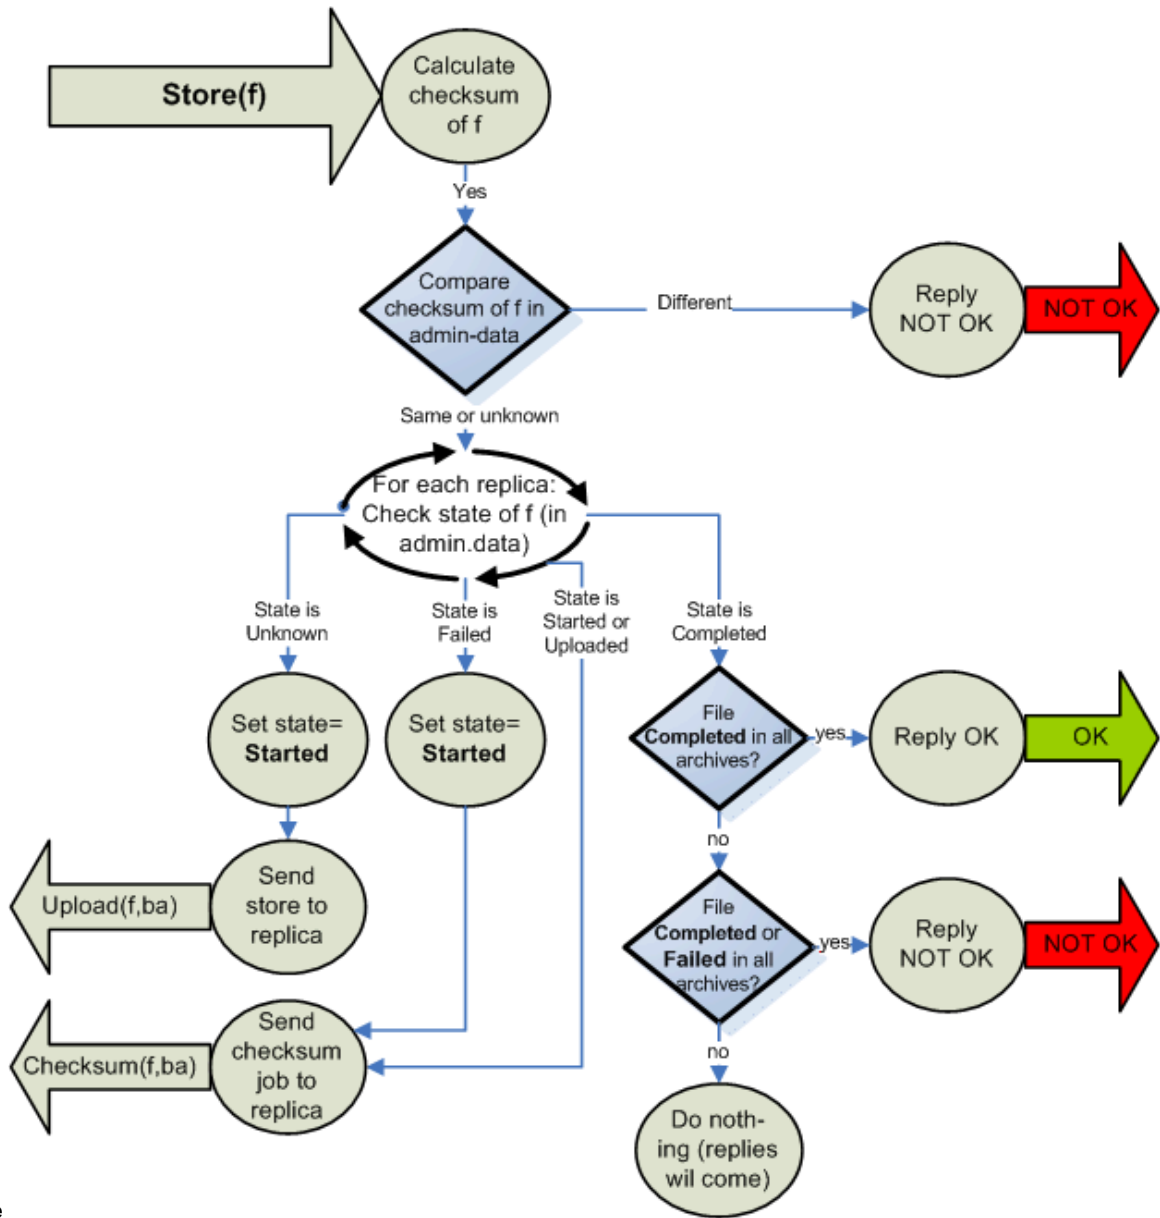 Store(f)
Calculate
checksum
of f
Yes
Compare
checksum of f in
admin-data
Different
Reply
NOT OK
NOT OK
Same or unknown
For each replica:
Check state of f (in
admin.data)
State is
Unknown
State is
Failed
State is
Started or
Uploaded
State is
Completed
Set state=
Started
Set state=
Started
File
Completed in all
archives?
yes
Reply OK
OK
no
Send
store to
replica
Upload(f,ba)
File
Completed or
Failed in all
archives?
yes
Reply
NOT OK
NOT OK
Send
checksum
job to
replica
Checksum(f,ba)
no
Do noth-
ing (replies
wil come)